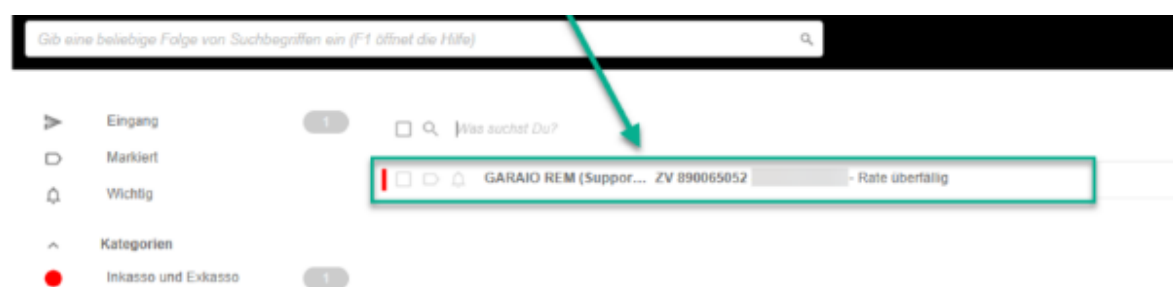 Gib eine beliebige Folge von Suchbegriffen ein (F1 öffnet die Hilfe)
Eingang 1
Was suchst Du?
Markiert
GARAIO REM (Suppor... ZV 890065052 - Rate überfällig
Wichtig
Kategorien
Inkasso und Exkasso 1